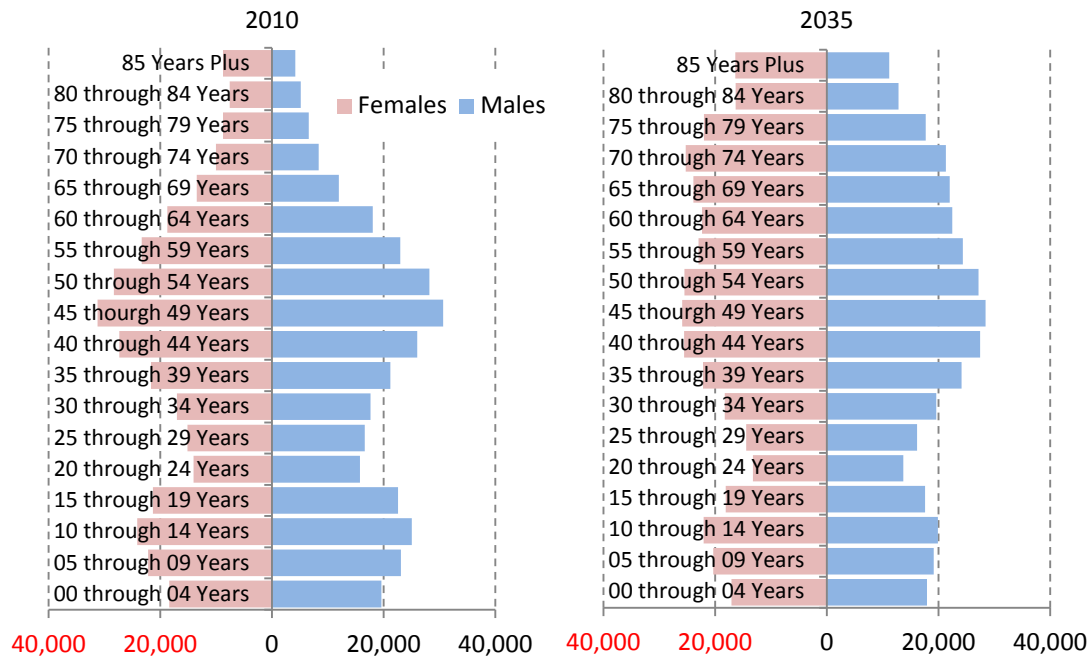 2010
85 Years Plus
80 through 84 Years
75 through 79 Years
70 through 74 Years
65 through 69 Years
60 through 64 Years
55 through 59 Years
50 through 54 Years
45 thourgh 49 Years
40 through 44 Years
35 through 39 Years
30 through 34 Years
25 through 29 Years
20 through 24 Years
15 through 19 Years
10 through 14 Years
05 through 09 Years
00 through 04 Years
40,000 20,000 0 20,000 40,000
Females Males
2035
85 Years Plus
80 through 84 Years
75 through 79 Years
70 through 74 Years
65 through 69 Years
60 through 64 Years
55 through 59 Years
50 through 54 Years
45 thourgh 49 Years
40 through 44 Years
35 through 39 Years
30 through 34 Years
25 through 29 Years
20 through 24 Years
15 through 19 Years
10 through 14 Years
05 through 09 Years
00 through 04 Years
40,000 20,000 0 20,000 40,000